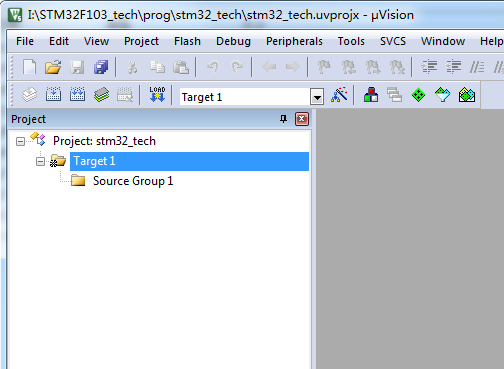 I:\STM32F103_tech\prog\stm32_tech\stm32_tech.uvprojx - µVision
File Edit View Project Flash Debug Peripherals Tools SVCS Window Help
LOAD
Target 1
Project
Project: stm32_tech
Target 1
Source Group 1